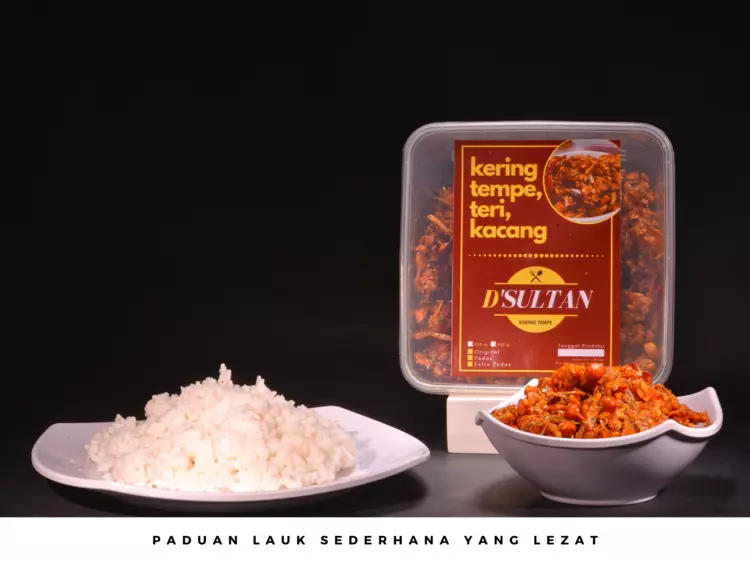 kering
tempe,
teri,
kacang
D'SULTAN
KERING TEMPE
Original
Pedas
Extra Pedas
Tanggal Produksi
PADUAN LAUK SEDERHANA YANG LEZAT